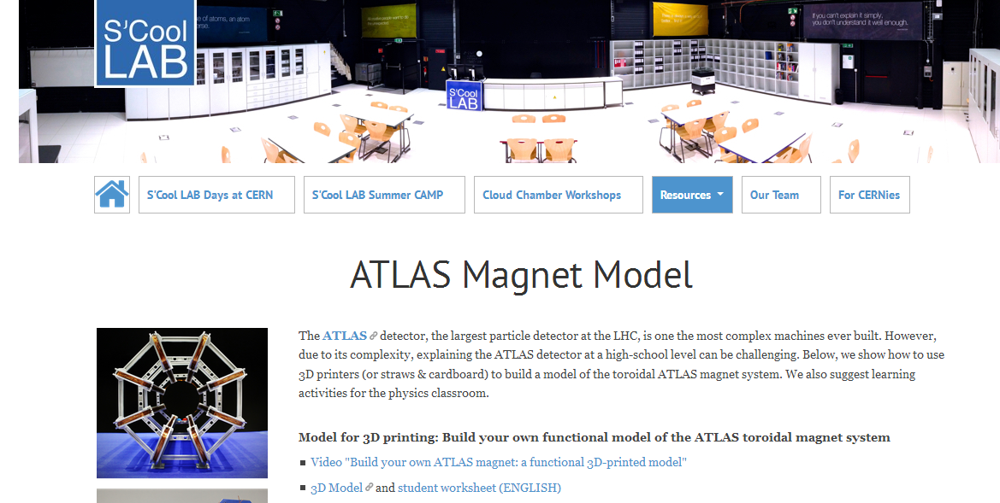 S'Cool
LAB
e of atoms, an atom
If you can't explain it simply,
you don't understand it well enough.
S'Cool
LAB
S'Cool LAB Days at CERN
S'Cool LAB Summer CAMP
Cloud Chamber Workshops
Resources
Our Team
For CERNies
ATLAS Magnet Model
The ATLAS detector, the largest particle detector at the LHC, is one the most complex machines ever built. However,
due to its complexity, explaining the ATLAS detector at a high-school level can be challenging. Below, we show how to use
3D printers (or straws & cardboard) to build a model of the toroidal ATLAS magnet system. We also suggest learning
activities for the physics classroom.
Model for 3D printing: Build your own functional model of the ATLAS toroidal magnet system
Video "Build your own ATLAS magnet: a functional 3D-printed model"
3D Model and student worksheet (ENGLISH)